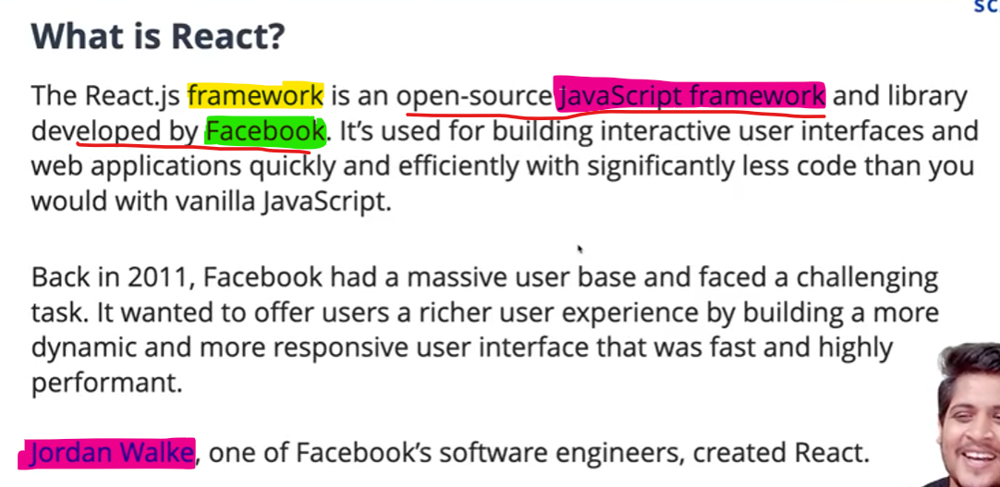 SC
What is React?
The React.js framework is an open-source JavaScript framework and library
developed by Facebook. It’s used for building interactive user interfaces and
web applications quickly and efficiently with significantly less code than you
would with vanilla JavaScript.
Back in 2011, Facebook had a massive user base and faced a challenging
task. It wanted to offer users a richer user experience by building a more
dynamic and more responsive user interface that was fast and highly
performant.
Jordan Walke, one of Facebook’s software engineers, created React.